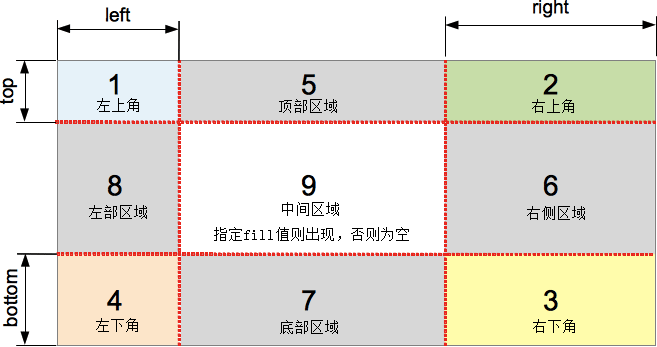 left
right
top
1
左上角
5
顶部区域
2
右上角
8
左部区域
9
中间区域
指定fill值则出现，否则为空
6
右侧区域
bottom
4
左下角
7
底部区域
3
右下角